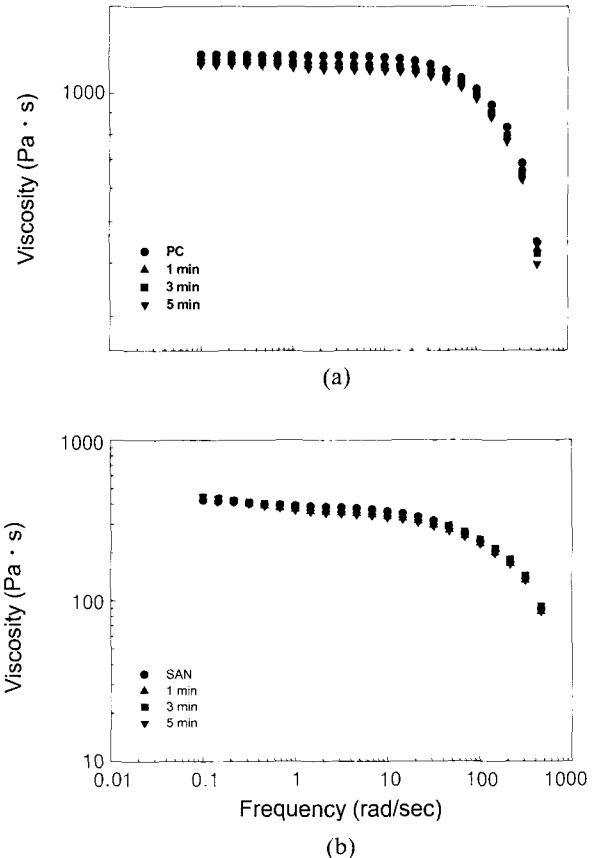 Viscosity (Pa · s)
1000
PC
1 min
3 min
5 min
(a)
Viscosity (Pa · s)
1000
100
10
SAN
1 min
3 min
5 min
0.01 0.1 1 10 100 1000
Frequency (rad/sec)
(b)